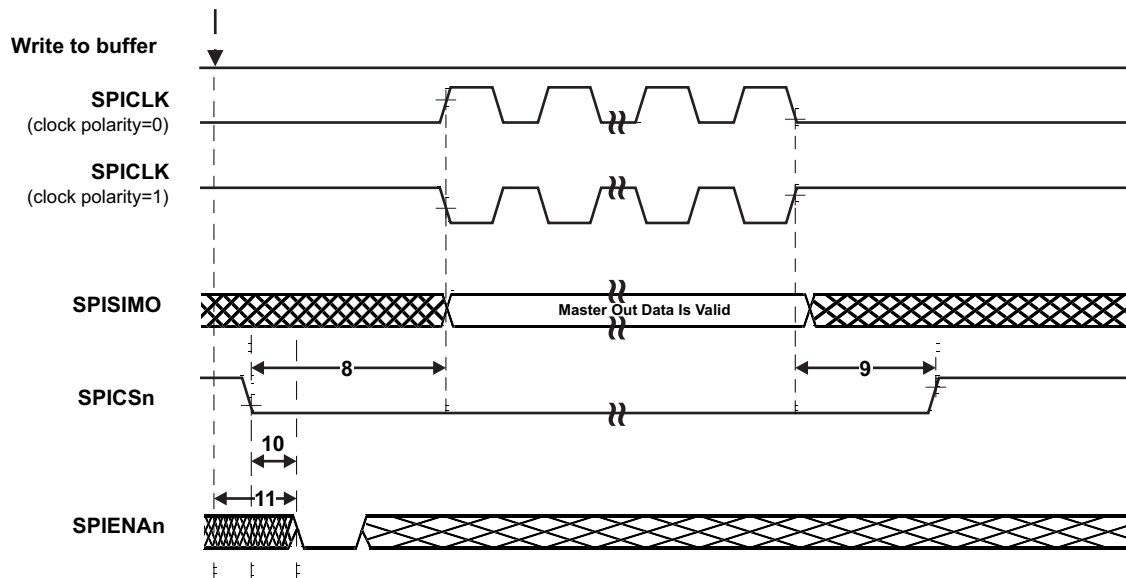 Write to buffer
SPICLK
(clock polarity=0)
SPICLK
(clock polarity=1)
SPISIMO
Master Out Data Is Valid
8
9
SPICSn
10
11
SPIENAn